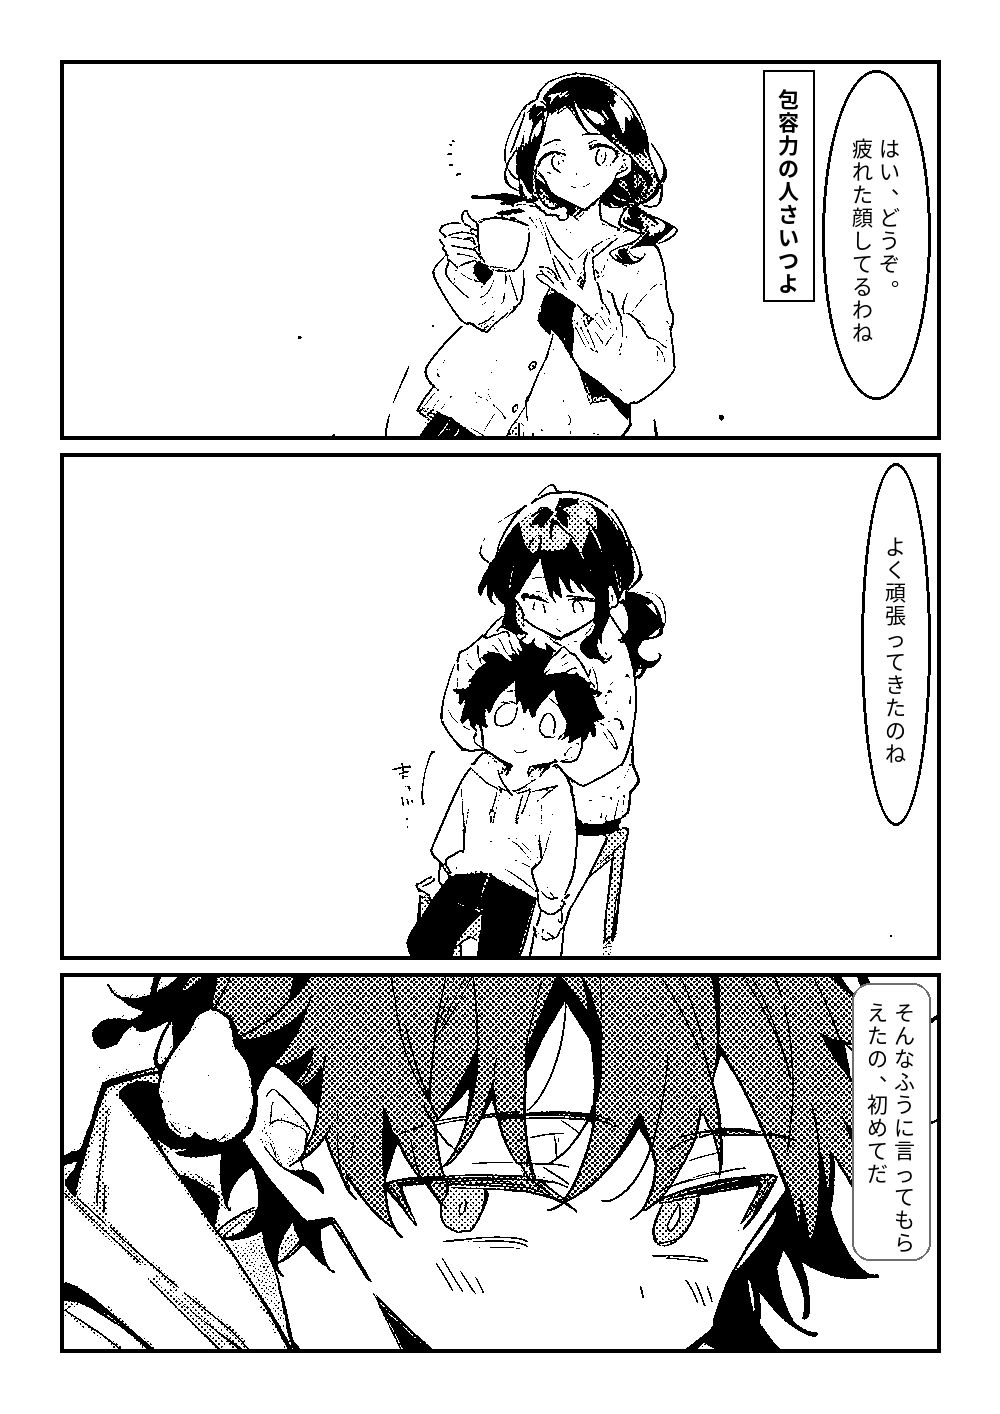 はい、どうぞ。
疲れた顔してるわね
包容力の人さいつよ
よく頑張ってきたのね
そんなふうに言ってもら
えたの、初めてだ